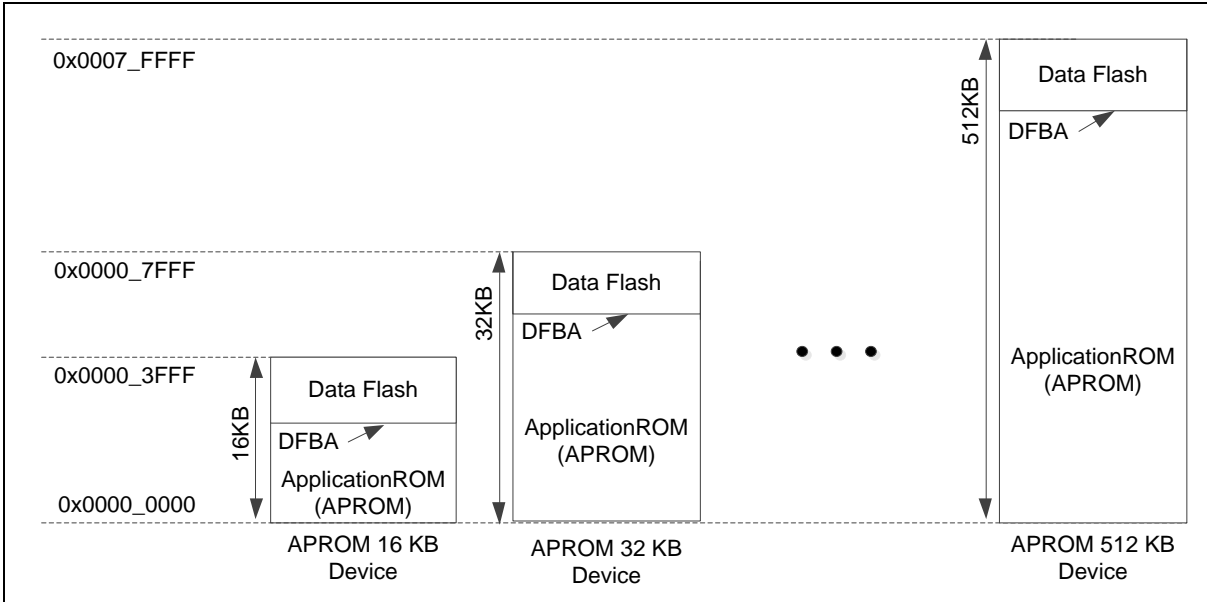 0x0007_FFFF
Data Flash
512KB
DFBA
0x0000_7FFF
Data Flash
32KB
DFBA
ApplicationROM
(APROM)
0x0000_3FFF
Data Flash
16KB
DFBA
ApplicationROM
(APROM)
ApplicationROM
(APROM)
0x0000_0000
APROM 16 KB
Device
APROM 32 KB
Device
APROM 512 KB
Device